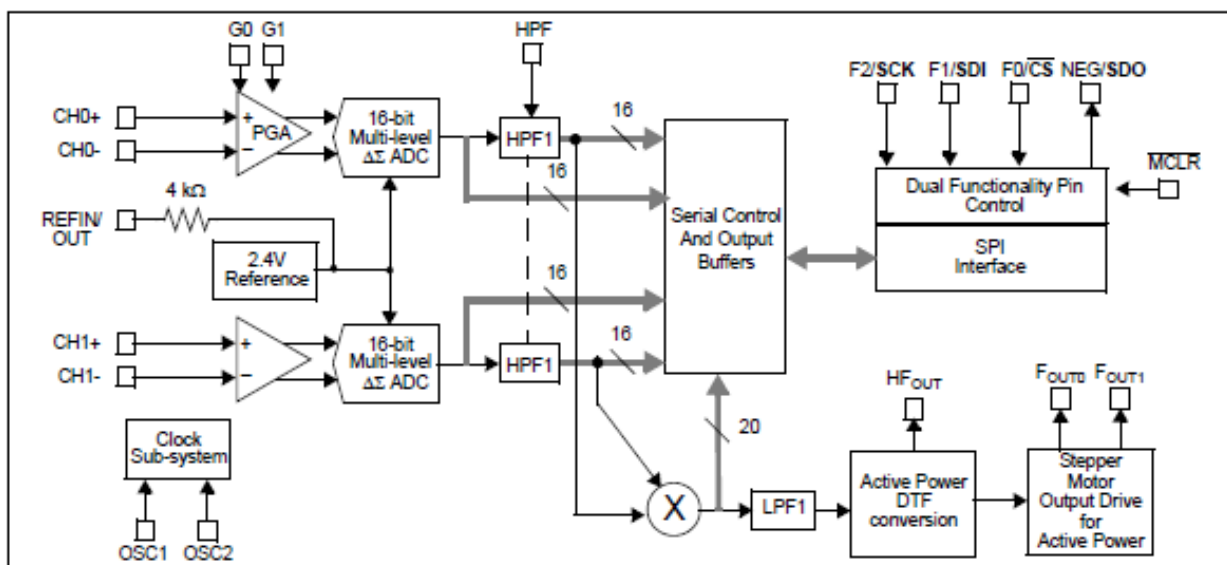 G0 G1
HPF
F2/SCK F1/SDI F0/CS NEG/SDO
CH0+
CH0-
+
PGA
−
16-bit
Multi-level
ΔΣ ADC
HPF1
16
16
MCLR
Dual Functionality Pin
Control
SPI
Interface
Serial Control
And Output
Buffers
4 kΩ
REFIN/
OUT
2.4V
Reference
16
16
CH1+
CH1-
+
−
16-bit
Multi-level
ΔΣ ADC
HPF1
20
Clock
Sub-system
OSC1 OSC2
X
LPF1
HFOUT
Active Power
DTF
conversion
FOUT0 FOUT1
Stepper
Motor
Output Drive
for
Active Power